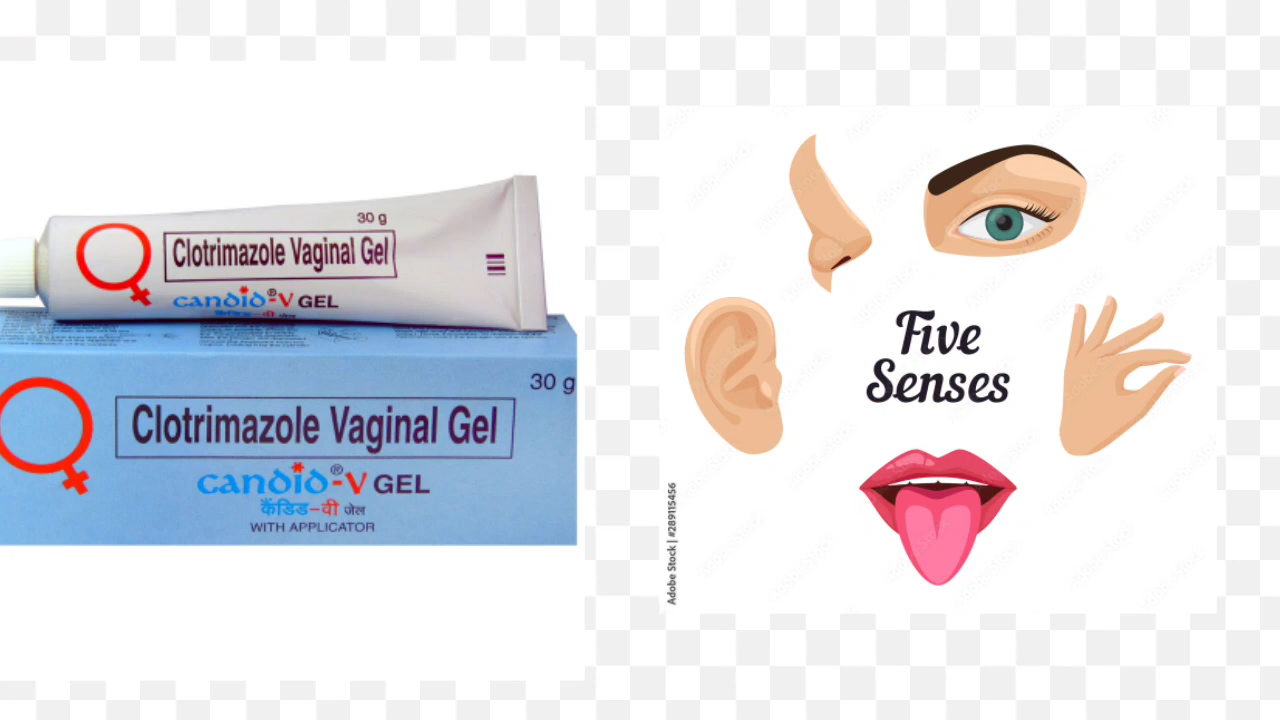 30 g
Clotrimazole Vaginal Gel
candid®-V GEL
कैंडिड-वी जेल
30 g
Clotrimazole Vaginal Gel
candid®-V GEL
कैंडिड-वी जेल
WITH APPLICATOR
Five
Senses
Adobe Stock | #289115456